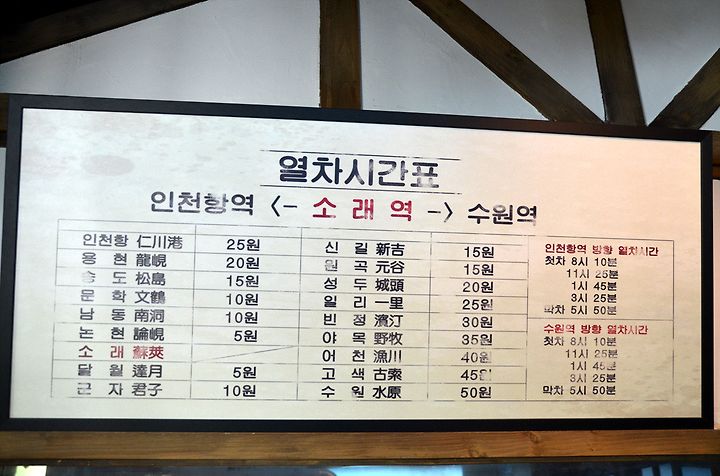 열차시간표
인천항역 <- 소래역 -> 수원역
인천항 仁川港 25원
용현 龍峴 20원
송도 松島 15원
문학 文鶴 10원
남동 南洞 10원
논현 論峴 5원
소래 蘇萊
달월 達月 5원
군자 君子 10원
신길 新吉 15원
원곡 元谷 15원
성두 城頭 20원
일리 一里 25원
빈정 濱汀 30원
야목 野牧 35원
어천 漁川 40원
고색 古索 45원
수원 水原 50원
인천항역 방향 열차시간
첫차 8시 10분
11시 25분
1시 45분
3시 25분
막차 5시 50분
수원역 방향 열차시간
첫차 8시 10분
11시 25분
1시 45분
3시 25분
막차 5시 50분